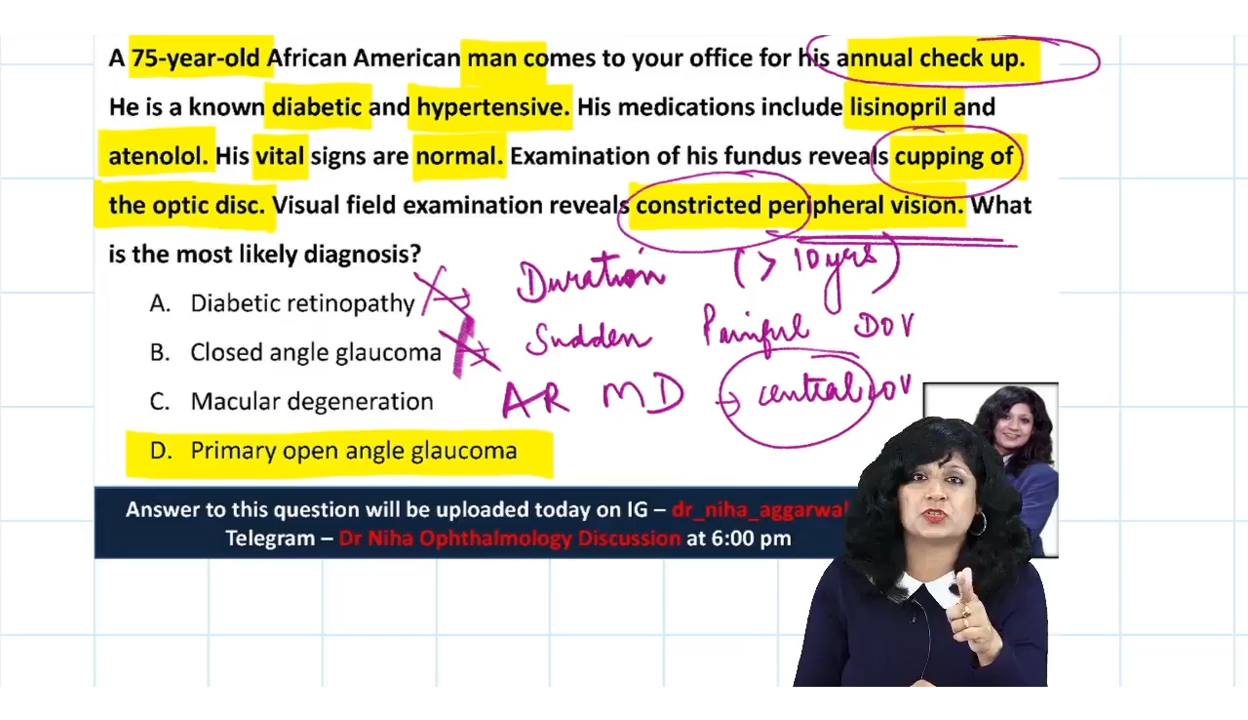 A 75-year-old African American man comes to your office for his annual check up.
He is a known diabetic and hypertensive. His medications include lisinopril and
atenolol. His vital signs are normal. Examination of his fundus reveals cupping of
the optic disc. Visual field examination reveals constricted peripheral vision. What
is the most likely diagnosis?
Duration (> 10 yrs)
A. Diabetic retinopathy
Sudden Painful DOV
B. Closed angle glaucoma
AR MD → central DOV
C. Macular degeneration
D. Primary open angle glaucoma
Answer to this question will be uploaded today on IG – dr_niha_aggarwal
Telegram – Dr Niha Ophthalmology Discussion at 6:00 pm